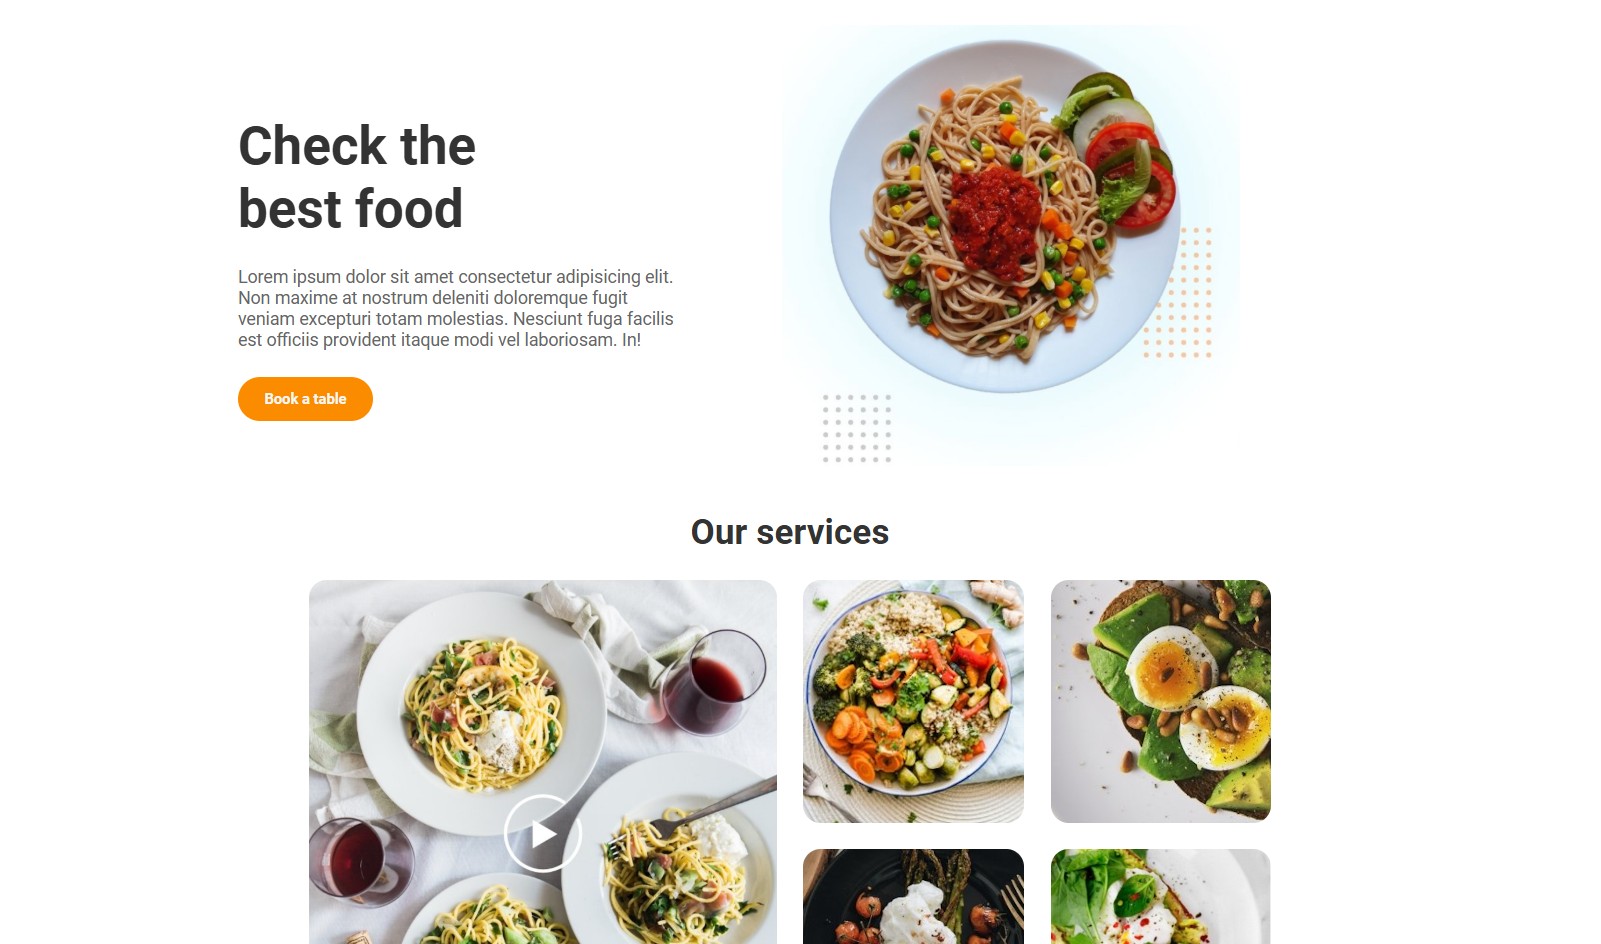 Check the
best food
Lorem ipsum dolor sit amet consectetur adipisicing elit.
Non maxime at nostrum deleniti doloremque fugit
veniam excepturi totam molestias. Nesciunt fuga facilis
est officiis provident itaque modi vel laboriosam. In!
Book a table
Our services